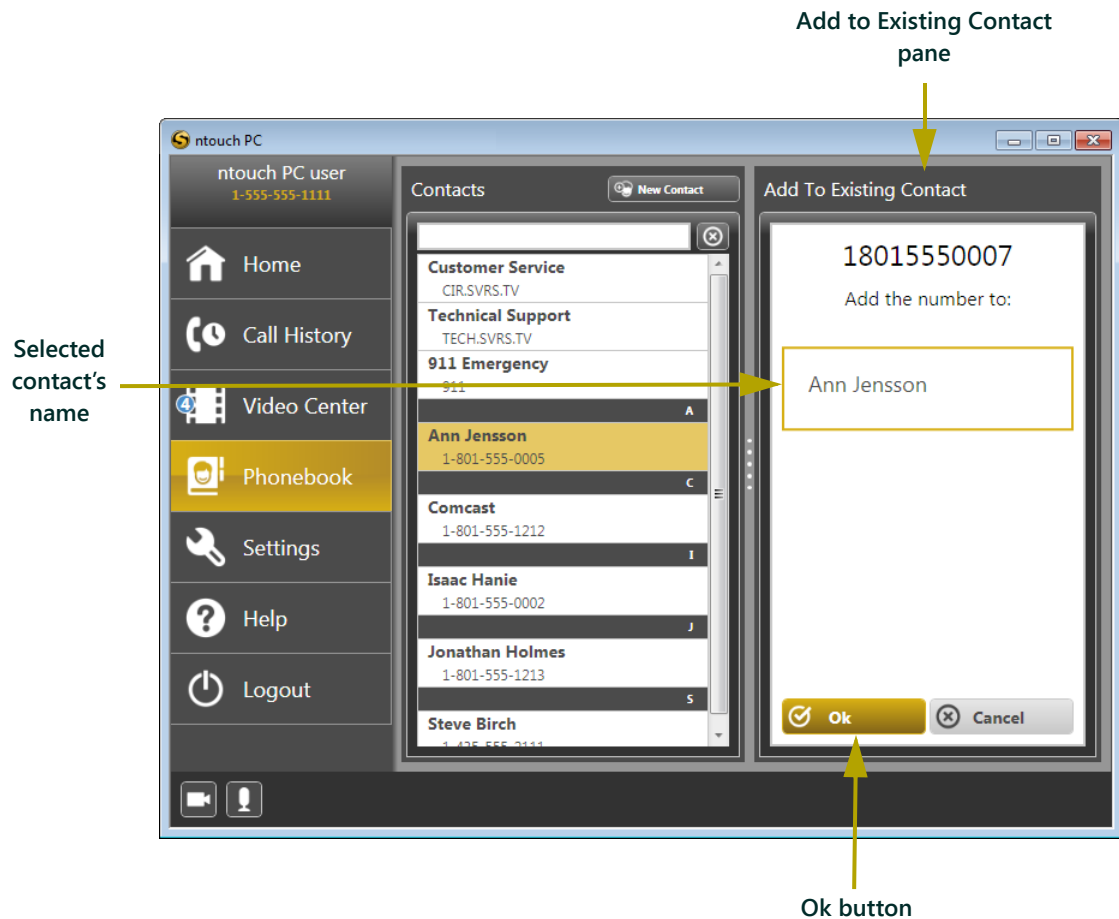 Add to Existing Contact
pane
ntouch PC
ntouch PC user
1-555-555-1111
Home
Call History
4
Video Center
Phonebook
Settings
Help
Logout
Contacts
New Contact
Customer Service
CIR.SVRS.TV
Technical Support
TECH.SVRS.TV
911 Emergency
911
A
Ann Jensson
1-801-555-0005
C
Comcast
1-801-555-1212
I
Isaac Hanie
1-801-555-0002
J
Jonathan Holmes
1-801-555-1213
S
Steve Birch
1-435-555-2111
Add To Existing Contact
18015550007
Add the number to:
Ann Jensson
Ok
Cancel
Selected
contact's
name
Ok button